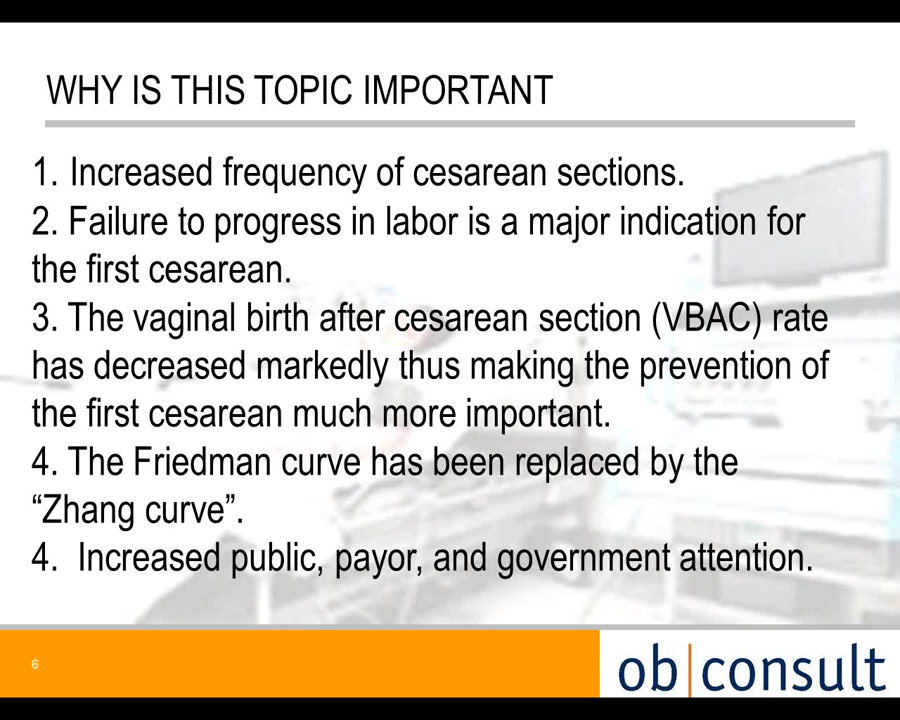 WHY IS THIS TOPIC IMPORTANT
1. Increased frequency of cesarean sections.
2. Failure to progress in labor is a major indication for
the first cesarean.
3. The vaginal birth after cesarean section (VBAC) rate
has decreased markedly thus making the prevention of
the first cesarean much more important.
4. The Friedman curve has been replaced by the
“Zhang curve”.
4.  Increased public, payor, and government attention.
6
ob|consult